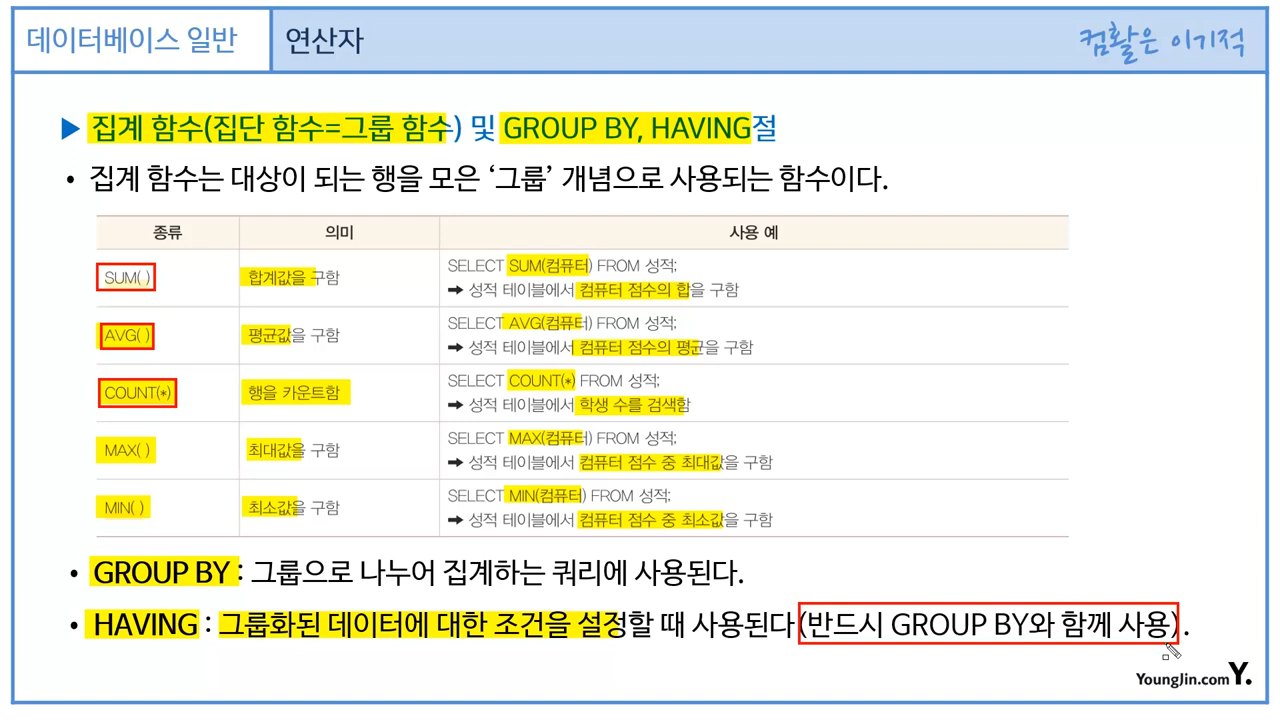 데이터베이스 일반
연산자
컴활은 이기적
▶ 집계 함수(집단 함수=그룹 함수) 및 GROUP BY, HAVING절
• 집계 함수는 대상이 되는 행을 모은 ‘그룹’ 개념으로 사용되는 함수이다.
종류 의미 사용 예
SUM( ) 합계값을 구함 SELECT SUM(컴퓨터) FROM 성적;
➡ 성적 테이블에서 컴퓨터 점수의 합을 구함
AVG( ) 평균값을 구함 SELECT AVG(컴퓨터) FROM 성적;
➡ 성적 테이블에서 컴퓨터 점수의 평균을 구함
COUNT(*) 행을 카운트함 SELECT COUNT(*) FROM 성적;
➡ 성적 테이블에서 학생 수를 검색함
MAX( ) 최대값을 구함 SELECT MAX(컴퓨터) FROM 성적;
➡ 성적 테이블에서 컴퓨터 점수 중 최대값을 구함
MIN( ) 최소값을 구함 SELECT MIN(컴퓨터) FROM 성적;
➡ 성적 테이블에서 컴퓨터 점수 중 최소값을 구함
• GROUP BY : 그룹으로 나누어 집계하는 쿼리에 사용된다.
• HAVING : 그룹화된 데이터에 대한 조건을 설정할 때 사용된다(반드시 GROUP BY와 함께 사용).
YoungJin.com Y.